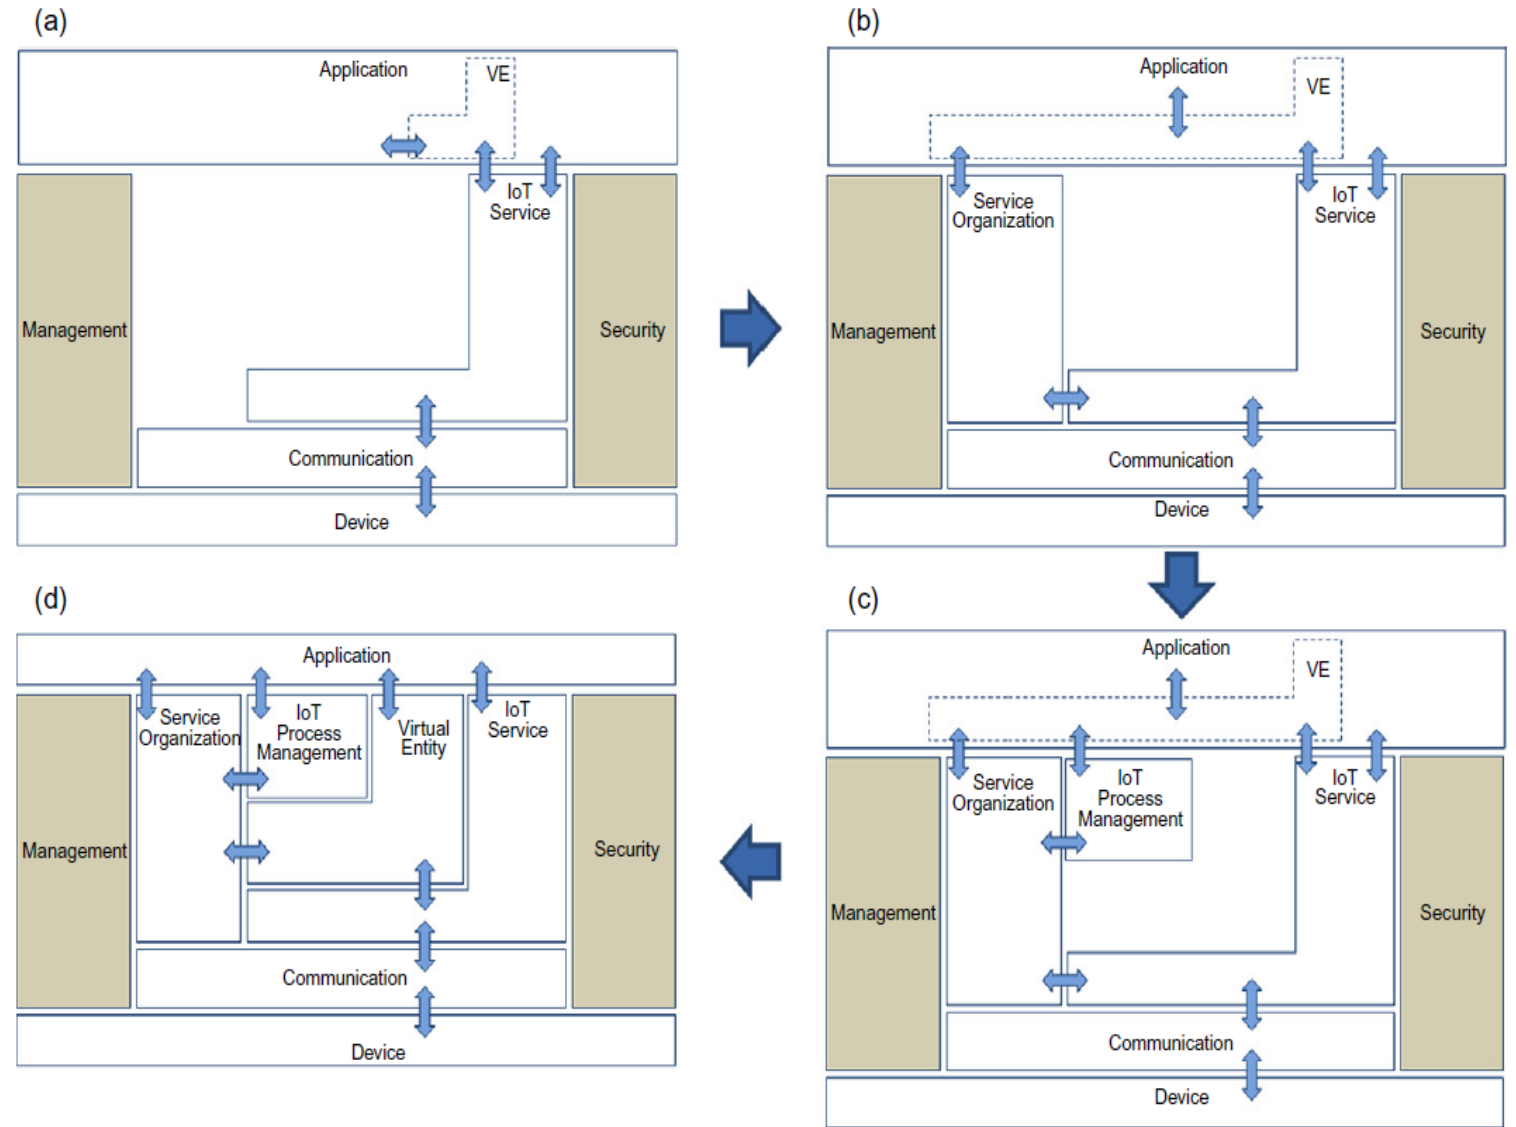 (a)
Application
VE
IoT
Service
Management
Security
Communication
Device
(b)
Application
VE
Service
Organization
IoT
Service
Management
Security
Communication
Device
(d)
Application
Service
Organization
IoT
Process
Management
Virtual
Entity
IoT
Service
Management
Security
Communication
Device
(c)
Application
VE
Service
Organization
IoT
Process
Management
IoT
Service
Management
Security
Communication
Device